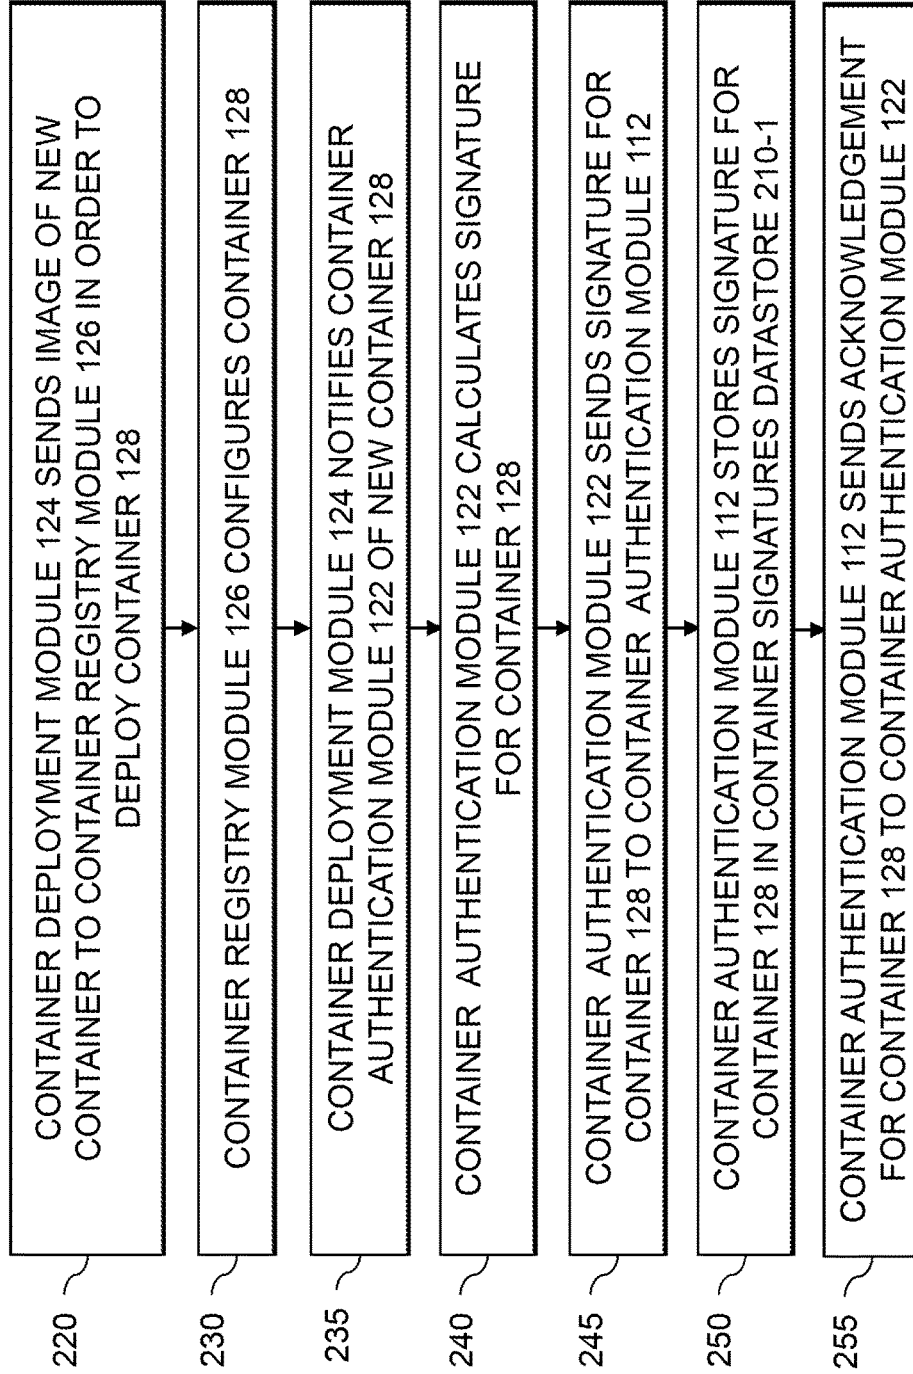 220
CONTAINER DEPLOYMENT MODULE 124 SENDS IMAGE OF NEW
CONTAINER TO CONTAINER REGISTRY MODULE 126 IN ORDER TO
DEPLOY CONTAINER 128
230
CONTAINER REGISTRY MODULE 126 CONFIGURES CONTAINER 128
235
CONTAINER DEPLOYMENT MODULE 124 NOTIFIES CONTAINER
AUTHENTICATION MODULE 122 OF NEW CONTAINER 128
240
CONTAINER AUTHENTICATION MODULE 122 CALCULATES SIGNATURE
FOR CONTAINER 128
245
CONTAINER AUTHENTICATION MODULE 122 SENDS SIGNATURE FOR
CONTAINER 128 TO CONTAINER AUTHENTICATION MODULE 112
250
CONTAINER AUTHENTICATION MODULE 112 STORES SIGNATURE FOR
CONTAINER 128 IN CONTAINER SIGNATURES DATASTORE 210-1
255
CONTAINER AUTHENTICATION MODULE 112 SENDS ACKNOWLEDGEMENT
FOR CONTAINER 128 TO CONTAINER AUTHENTICATION MODULE 122